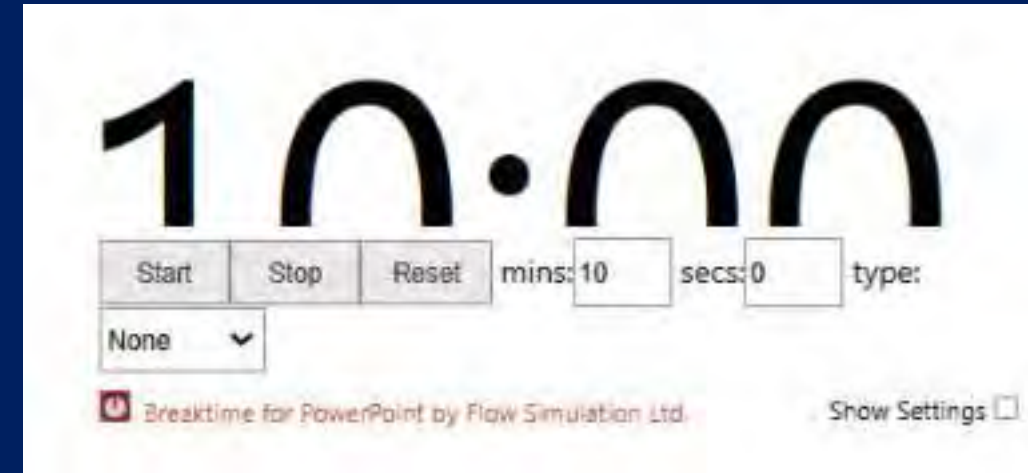 10:00
Start Stop Reset mins: 10 secs: 0 type:
None
Breaktime for PowerPoint by Flow Simulation Ltd. Show Settings